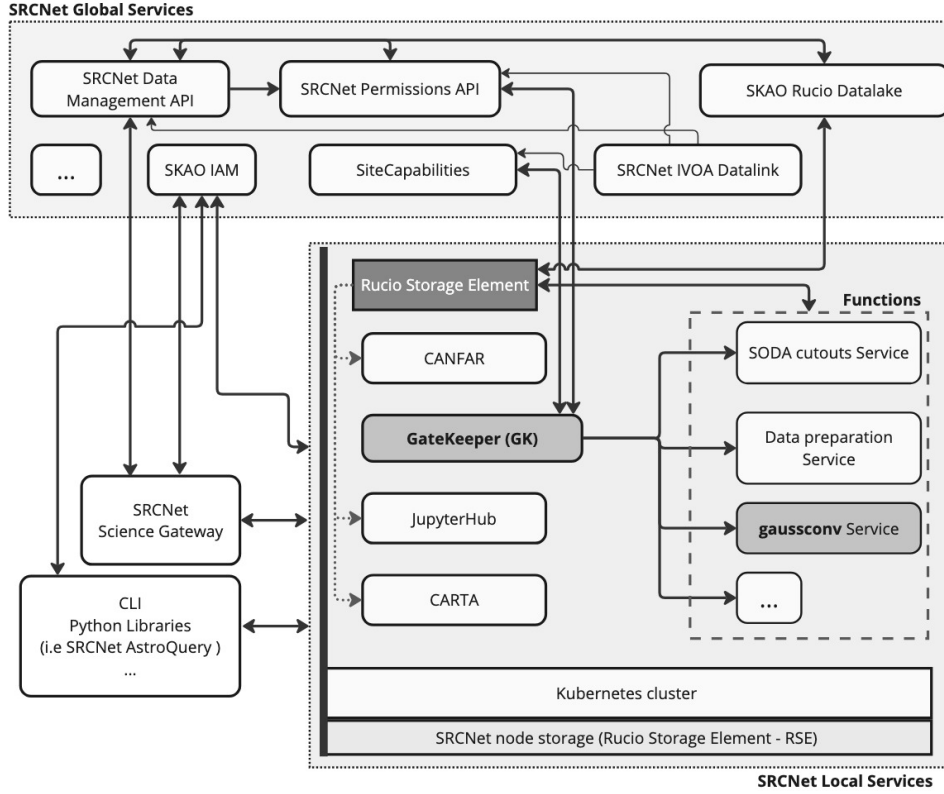 SRCNet Global Services
SRCNet Data
Management API
SRCNet Permissions API
SKAO Rucio Datalake
...
SKAO IAM
SiteCapabilities
SRCNet IVOA Datalink
Rucio Storage Element
Functions
CANFAR
SODA cutouts Service
GateKeeper (GK)
Data preparation
Service
SRCNet
Science Gateway
JupyterHub
gaussconv Service
CLI
Python Libraries
(i.e SRCNet AstroQuery )
...
CARTA
...
Kubernetes cluster
SRCNet node storage (Rucio Storage Element - RSE)
SRCNet Local Services